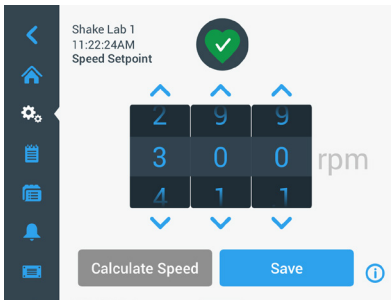 Shake Lab 1
11:22:24AM
Speed Setpoint
2 9 9
3 0 0 rpm
4 1 1
Calculate Speed Save